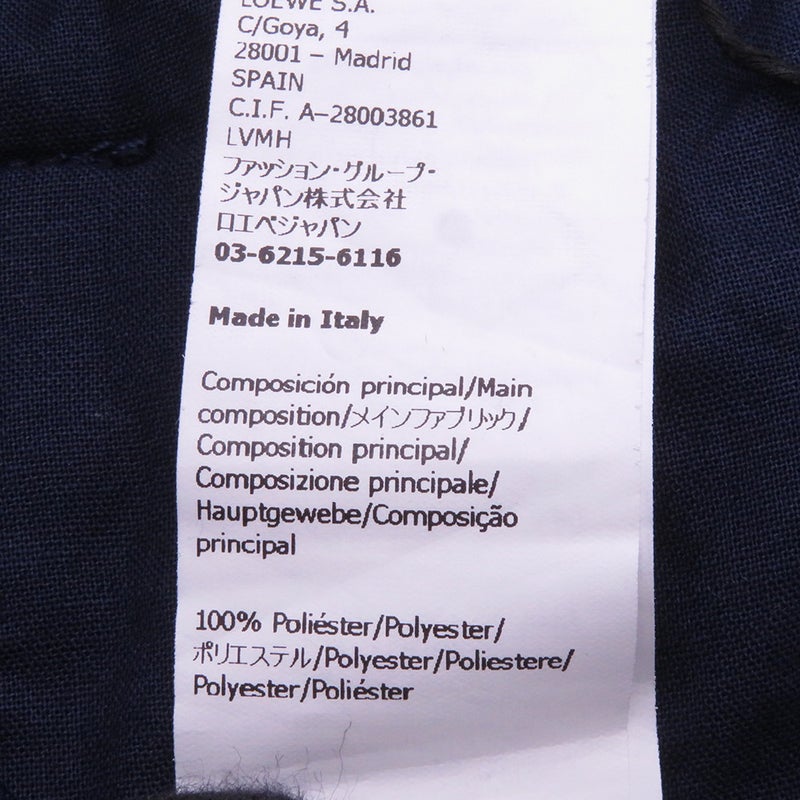 LOEWE S.A.
C/Goya, 4
28001 – Madrid
SPAIN
C.I.F. A–28003861
LVMH
ファッション・グループ・
ジャパン株式会社
ロエベジャパン
03-6215-6116
Made in Italy
Composición principal/Main
composition/メインファブリック/
Composition principal/
Composizione principale/
Hauptgewebe/Composição
principal
100% Poliéster/Polyester/
ポリエステル/Polyester/Poliestere/
Polyester/Poliéster